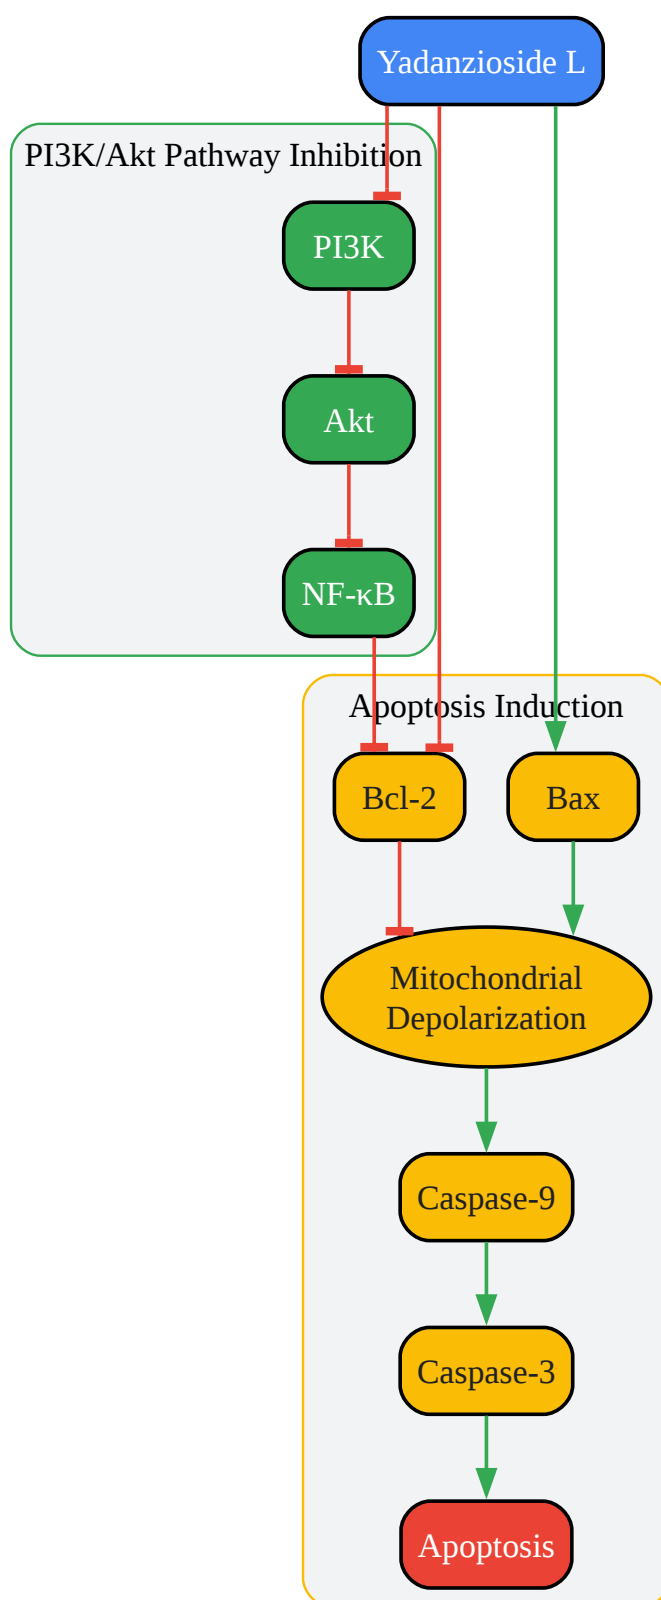 Yadanzioside L
PI3K/Akt Pathway Inhibition
PI3K
Akt
NF-κB
Apoptosis Induction
Bcl-2
Bax
Mitochondrial
Depolarization
Caspase-9
Caspase-3
Apoptosis